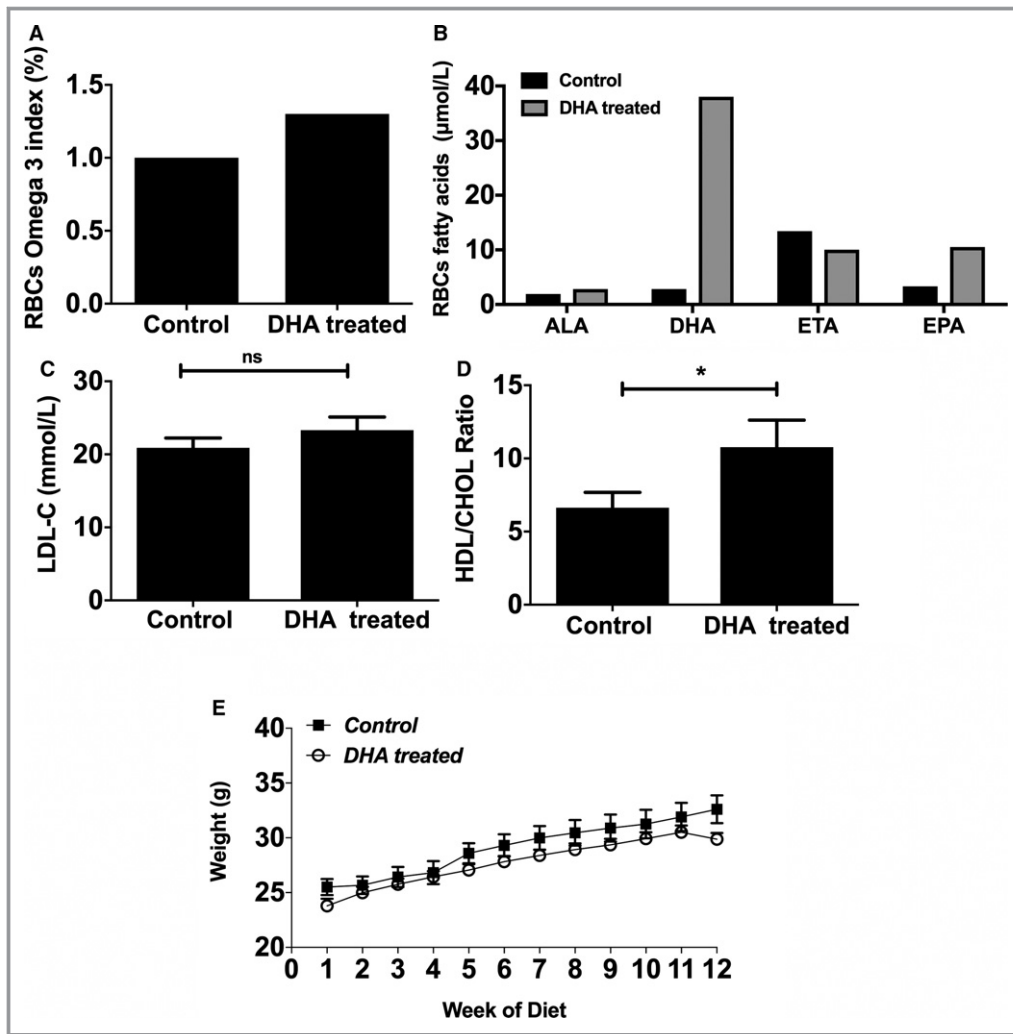 A
RBCs Omega 3 index (%)
1.5
1.0
0.5
0.0
Control
DHA treated
B
Control
DHA treated
RBCs fatty acids (µmol/L)
40
30
20
10
0
ALA
DHA
ETA
EPA
C
ns
LDL-C (mmol/L)
30
20
10
0
Control
DHA treated
D
*
HDL/CHOL Ratio
15
10
5
0
Control
DHA treated
E
Control
DHA treated
Weight (g)
40
35
30
25
20
0 1 2 3 4 5 6 7 8 9 10 11 12
Week of Diet